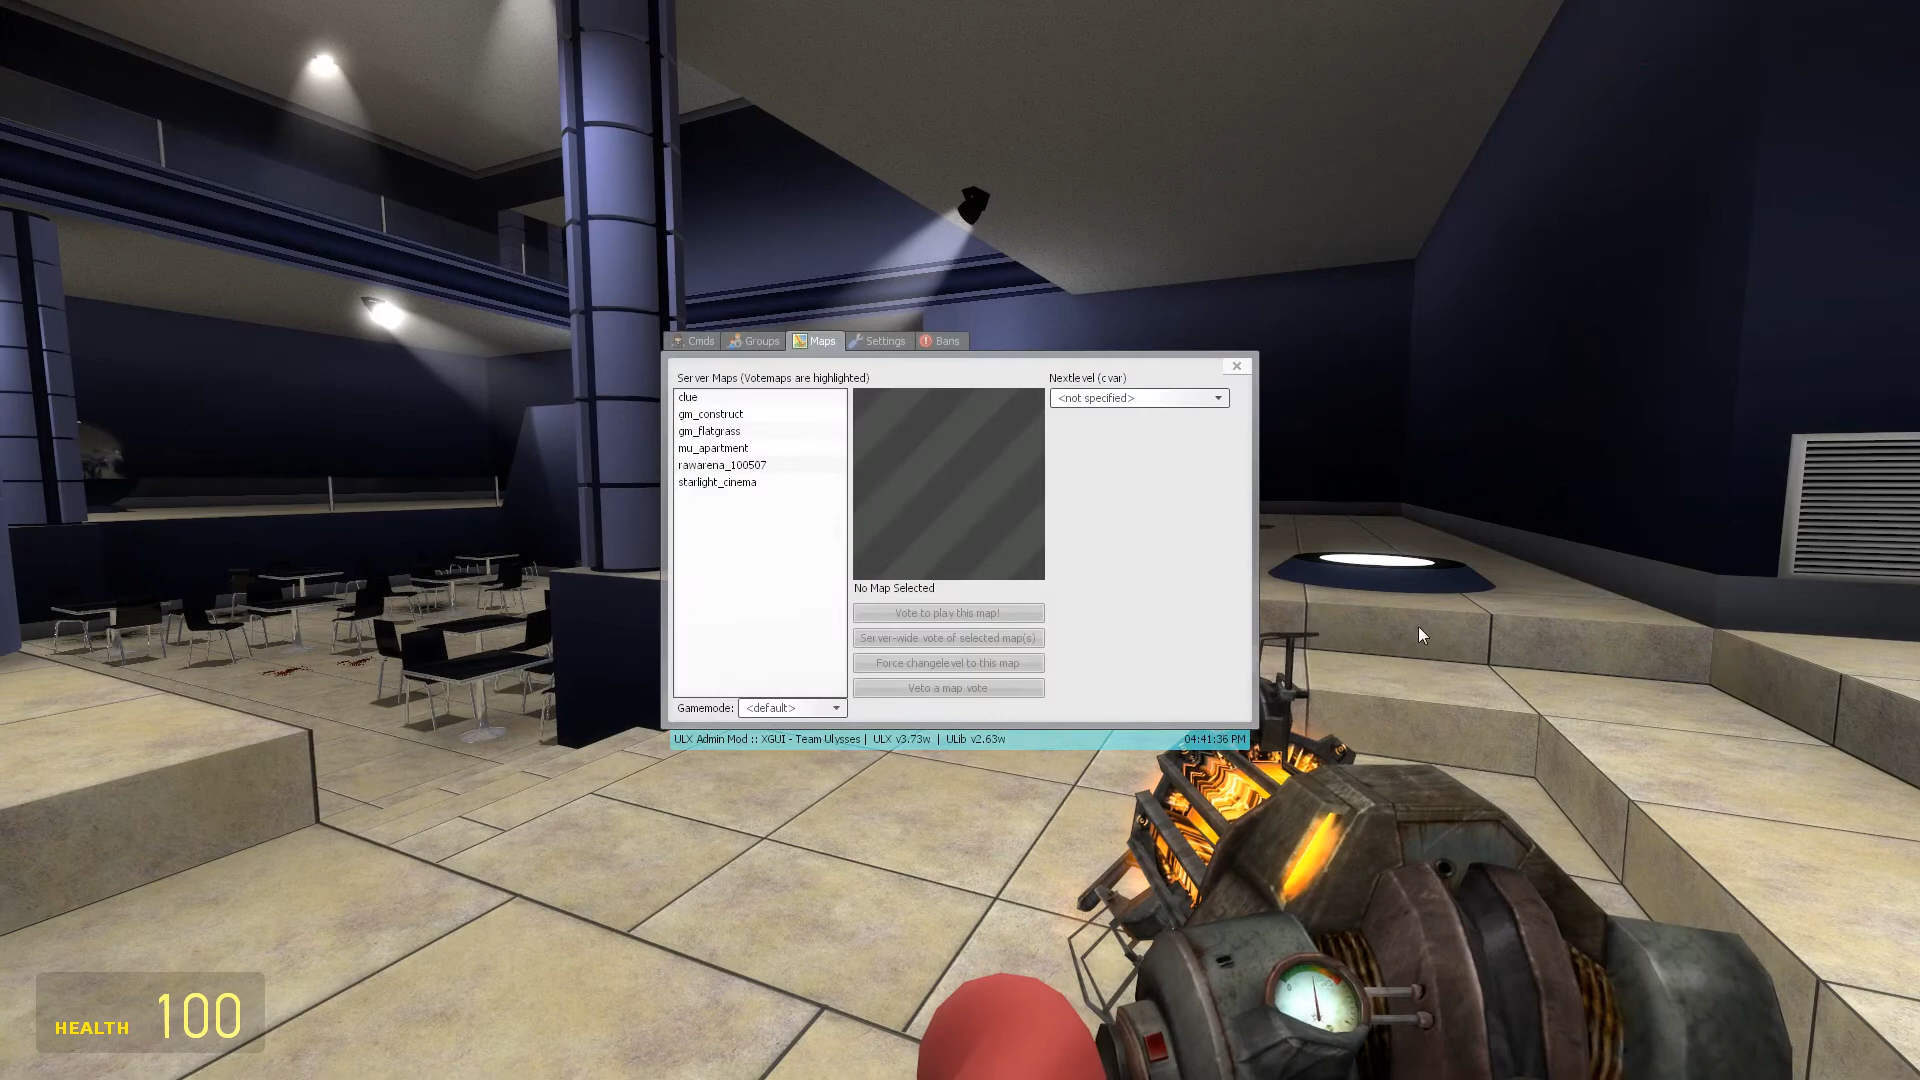 Cmds Groups Maps Settings Bans
Server Maps (Votemaps are highlighted)
Nextlevel (cvar)
clue
<not specified>
gm_construct
gm_flatgrass
mu_apartment
rawarena_100507
starlight_cinema
No Map Selected
Vote to play this map!
Server-wide vote of selected map(s)
Force changelevel to this map
Veto a map vote
Gamemode: <default>
ULX Admin Mod :: XGUI - Team Ulysses | ULX v3.73w | ULib v2.63w 04:41:36 PM
HEALTH 100